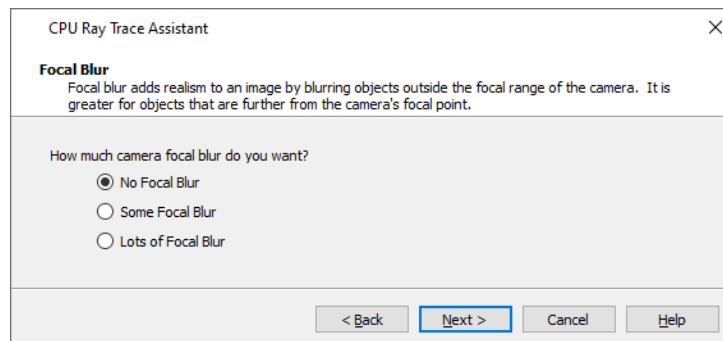 CPU Ray Trace Assistant
Focal Blur
Focal blur adds realism to an image by blurring objects outside the focal range of the camera.  It is
greater for objects that are further from the camera's focal point.
How much camera focal blur do you want?
No Focal Blur
Some Focal Blur
Lots of Focal Blur
< Back
Next >
Cancel
Help